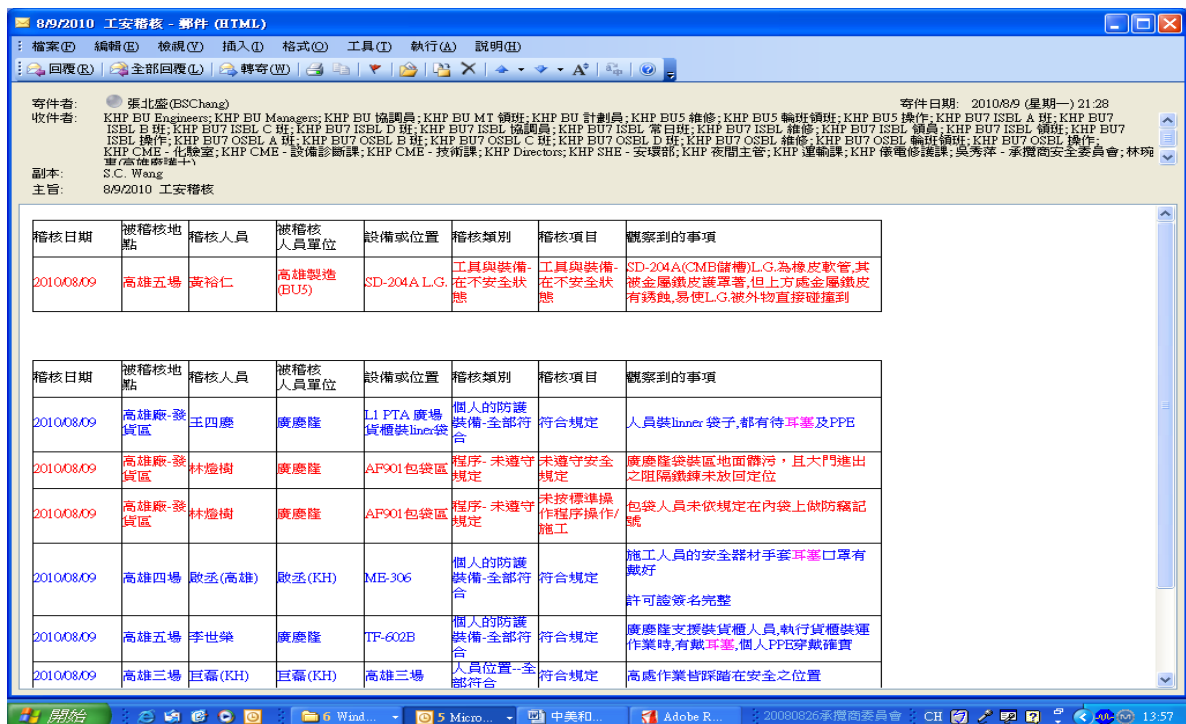 8/9/2010 工安稽核 - 郵件 (HTML)
檔案(F) 編輯(E) 檢視(V) 插入(I) 格式(O) 工具(T) 執行(A) 說明(H)
回覆(R) 全部回覆(L) 轉寄(W)
寄件者: 張北盛(BSChang) 寄件日期: 2010/8/9 (星期一) 21:28
收件者: KHP BU Engineers; KHP BU Managers; KHP BU 協調員; KHP BU MT 領班; KHP BU 計劃員; KHP BU5 維修; KHP BU5 輪班領班; KHP BU5 操作; KHP BU7 ISBL A 班; KHP BU7
ISBL B 班; KHP BU7 ISBL C 班; KHP BU7 ISBL D 班; KHP BU7 ISBL 協調員; KHP BU7 ISBL 常日班; KHP BU7 ISBL 維修; KHP BU7 ISBL 領員; KHP BU7 ISBL 領班; KHP BU7
ISBL 操作; KHP BU7 OSBL A 班; KHP BU7 OSBL B 班; KHP BU7 OSBL C 班; KHP BU7 OSBL D 班; KHP BU7 OSBL 維修; KHP BU7 OSBL 輪班領班; KHP BU7 OSBL 操作;
KHP CME - 化驗室; KHP CME - 設備診斷課; KHP CME - 技術課; KHP Directors; KHP SHE - 安環部; KHP 夜間主管; KHP 運輸課; KHP 儀電修護課; 吳秀萍 - 承攬商安全委員會; 林琬
副本: S.C. Wang
主旨: 8/9/2010 工安稽核
稽核日期 被稽核地點 稽核人員 被稽核人員單位 設備或位置 稽核類別 稽核項目 觀察到的事項
2010/08/09 高雄五場 黃裕仁 高雄製造(BU5) SD-204A L.G. 工具與裝備-在不安全狀態 工具與裝備-在不安全狀態 SD-204A(CMB儲槽)L.G.為橡皮軟管,其被金屬鐵皮護罩著,但上方處金屬鐵皮有銹蝕,易使L.G.被外物直接碰撞到
稽核日期 被稽核地點 稽核人員 被稽核人員單位 設備或位置 稽核類別 稽核項目 觀察到的事項
2010/08/09 高雄廠-發貨區 王四慶 廣慶隆 L1 PTA 廣場貨櫃裝liner袋 個人的防護裝備-全部符合 符合規定 人員裝linner 袋子,都有待耳塞及PPE
2010/08/09 高雄廠-發貨區 林燈樹 廣慶隆 AF901包袋區 程序- 未遵守規定 未遵守安全規定 廣慶隆袋裝區地面髒污，且大門進出之阻隔鐵鍊未放回定位
2010/08/09 高雄廠-發貨區 林燈樹 廣慶隆 AF901包袋區 程序- 未遵守規定 未按標準操作程序操作/施工 包袋人員未依規定在內袋上做防竊記號
2010/08/09 高雄四場 啟丞(高雄) 啟丞(KH) ME-306 個人的防護裝備-全部符合 符合規定 施工人員的安全器材手套耳塞口罩有戴好
許可證簽名完整
2010/08/09 高雄五場 李世榮 廣慶隆 TF-602B 個人的防護裝備-全部符合 符合規定 廣慶隆支援裝貨櫃人員,執行貨櫃裝運作業時,有戴耳塞,個人PPE穿戴確實
2010/08/09 高雄三場 巨磊(KH) 巨磊(KH) 高雄三場 人員位置--全部符合 符合規定 高處作業皆踩踏在安全之位置
開始 6 Wind... 5 Micro... 中美和... Adobe R... 20080826承攬商委員會 CH 13:57